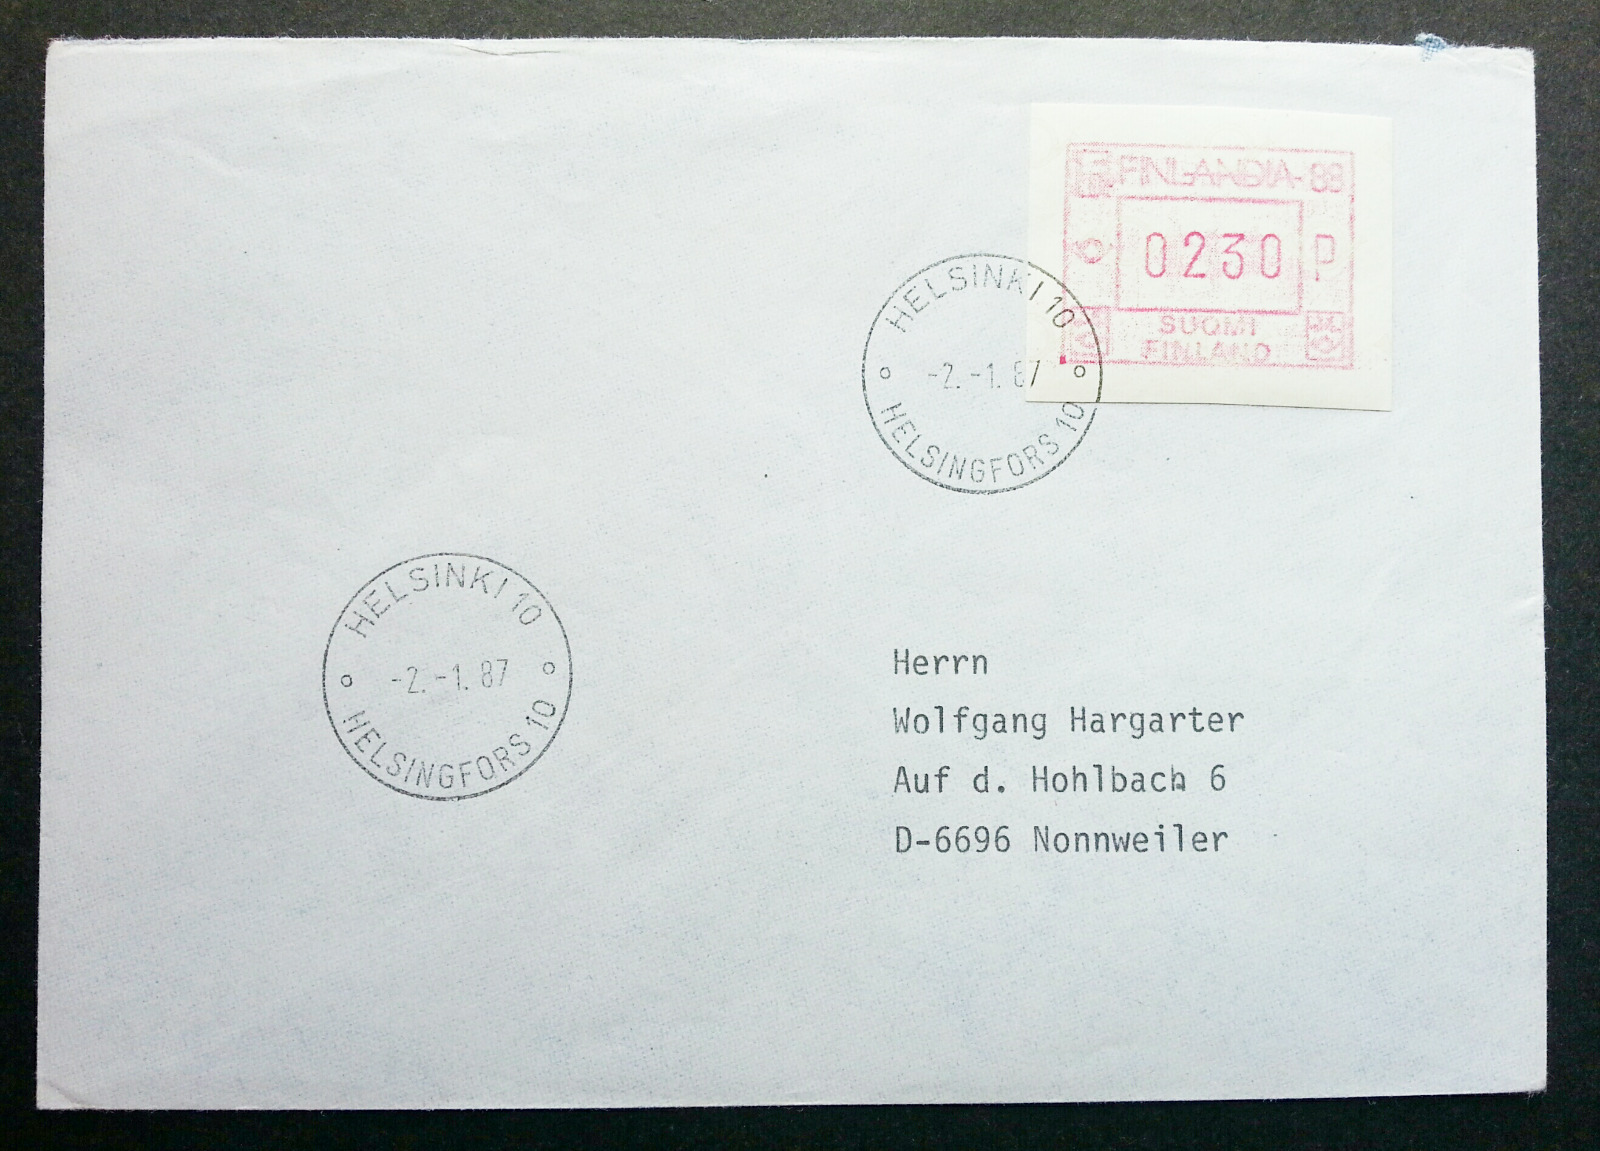 FINLANDIA-88
0230 P
SUOMI
FINLAND
HELSINKI 10
-2.-1.87
HELSINGFORS 10
HELSINKI 10
-2.-1.87
HELSINGFORS 10
Herrn
Wolfgang Hargarter
Auf d. Hohlbach 6
D-6696 Nonnweiler